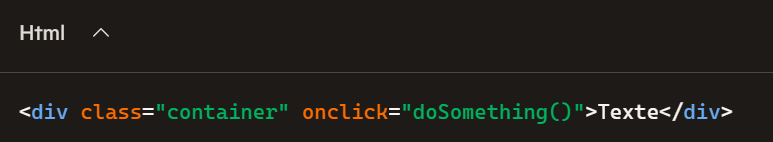 Html
<div class="container" onclick="doSomething()">Texte</div>